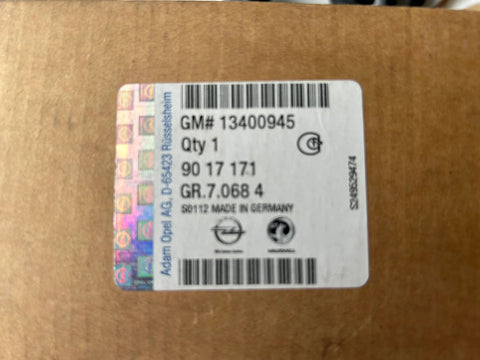 GM# 13400945
Qty 1
90 17 171
GR.7.068 4
S0112 MADE IN GERMANY
Adam Opel AG, D-65423 Rüsselsheim
S249529474